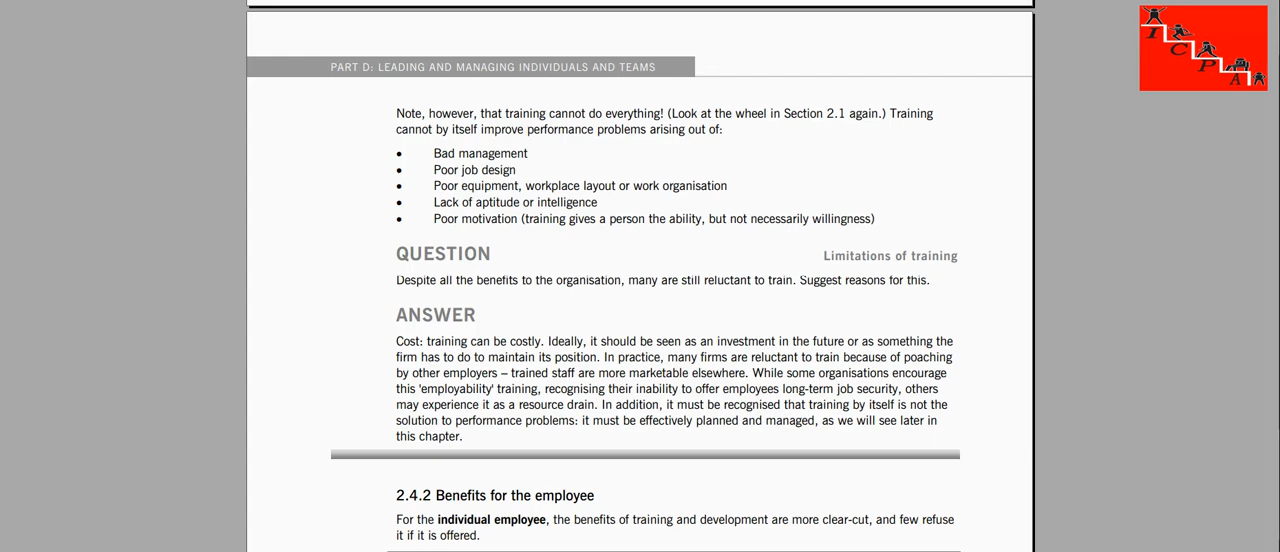 PART D: LEADING AND MANAGING INDIVIDUALS AND TEAMS
I
C
P
A
Note, however, that training cannot do everything! (Look at the wheel in Section 2.1 again.) Training
cannot by itself improve performance problems arising out of:
• Bad management
• Poor job design
• Poor equipment, workplace layout or work organisation
• Lack of aptitude or intelligence
• Poor motivation (training gives a person the ability, but not necessarily willingness)
QUESTION
Limitations of training
Despite all the benefits to the organisation, many are still reluctant to train. Suggest reasons for this.
ANSWER
Cost: training can be costly. Ideally, it should be seen as an investment in the future or as something the
firm has to do to maintain its position. In practice, many firms are reluctant to train because of poaching
by other employers – trained staff are more marketable elsewhere. While some organisations encourage
this 'employability' training, recognising their inability to offer employees long-term job security, others
may experience it as a resource drain. In addition, it must be recognised that training by itself is not the
solution to performance problems: it must be effectively planned and managed, as we will see later in
this chapter.
2.4.2 Benefits for the employee
For the individual employee, the benefits of training and development are more clear-cut, and few refuse
it if it is offered.